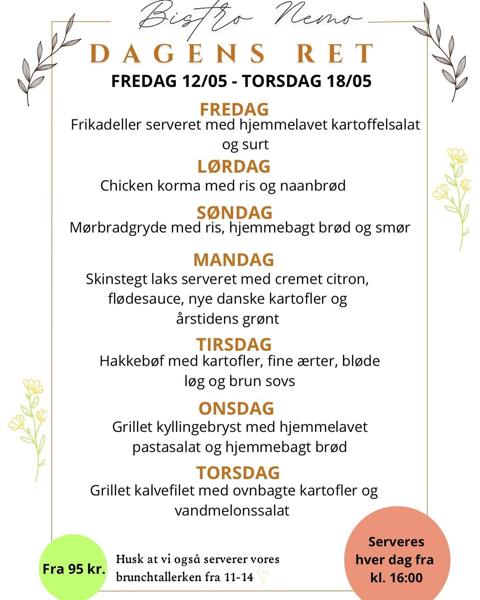 Bistro Nemo
DAGENS RET
FREDAG 12/05 - TORSDAG 18/05
FREDAG
Frikadeller serveret med hjemmelavet kartoffelsalat
og surt
LØRDAG
Chicken korma med ris og naanbrød
SØNDAG
Mørbradgryde med ris, hjemmebagt brød og smør
MANDAG
Skinstegt laks serveret med cremet citron,
flødesauce, nye danske kartofler og
årstidens grønt
TIRSDAG
Hakkebøf med kartofler, fine ærter, bløde
løg og brun sovs
ONSDAG
Grillet kyllingebryst med hjemmelavet
pastasalat og hjemmebagt brød
TORSDAG
Grillet kalvefilet med ovnbagte kartofler og
vandmelonssalat
Fra 95 kr.
Husk at vi også serverer vores
brunchtallerken fra 11-14
Serveres
hver dag fra
kl. 16:00